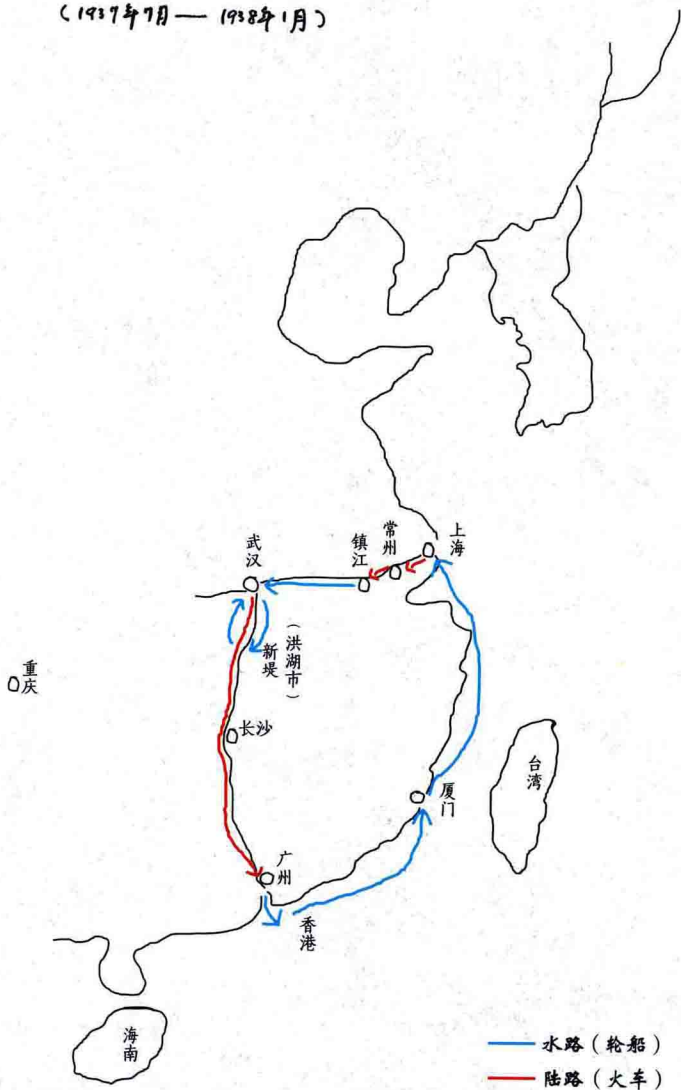 (1937年7月 — 1938年1月)
上海
常州
镇江
武汉
(洪湖市)
新堤
重庆
长沙
台湾
厦门
广州
香港
海南
水路(轮船)
陆路(火车)